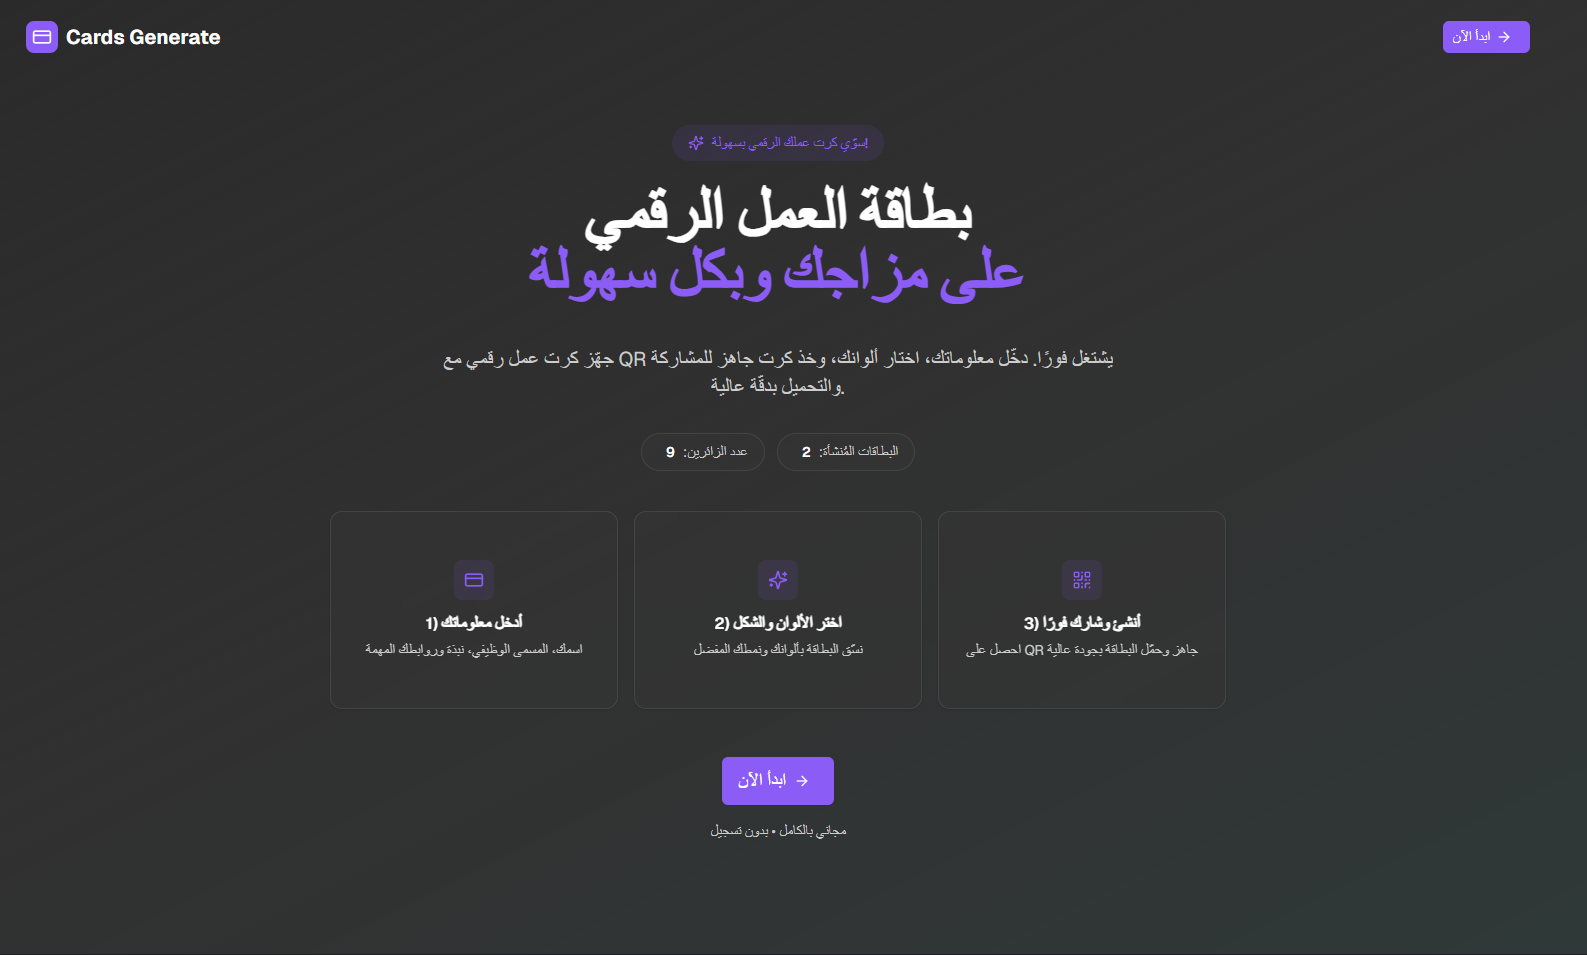 Cards Generate
ابدأ الآن
سوّي كرت عملك الرقمي بسهولة!
بطاقة العمل الرقمي
على مزاجك وبكل سهولة
جهّز كرت عمل رقمي مع QR يشتغل فورًا. دخّل معلوماتك، اختار ألوانك، وخذ كرت جاهز للمشاركة
والتحميل بدقّة عالية.
البطاقات المُنشأة: 2
عدد الزائرين: 9
1) أدخل معلوماتك
اسمك، المسمى الوظيفي، نبذة وروابطك المهمة
2) اختر الألوان والشكل
نسّق البطاقة بألوانك ونمطك المفضل
3) أنشئ وشارك فورًا
احصل على QR جاهز وحمّل البطاقة بجودة عالية
ابدأ الآن
مجاني بالكامل • بدون تسجيل